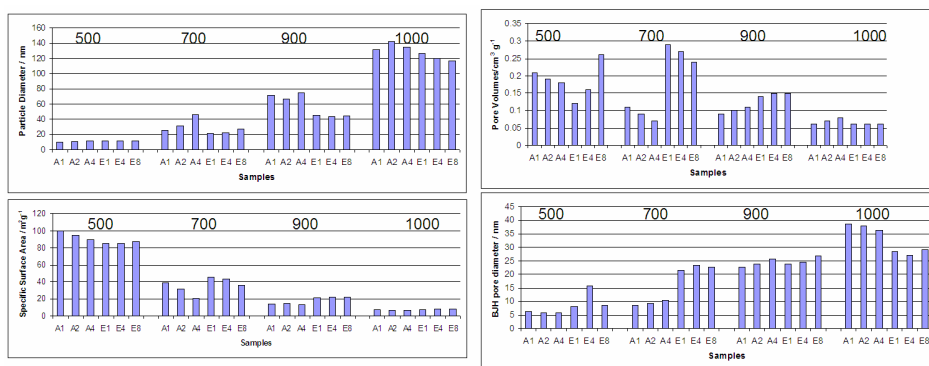 160
140
120
100
80
60
40
20
0
500 700 900 1000
Particle Diameter / nm
A1 A2 A4 E1 E4 E8 A1 A2 A4 E1 E4 E8 A1 A2 A4 E1 E4 E8 A1 A2 A4 E1 E4 E8
Samples
0.35
0.3
0.25
0.2
0.15
0.1
0.05
0
500 700 900 1000
Pore Volumes/cm³ g⁻¹
A1 A2 A4 E1 E4 E8 A1 A2 A4 E1 E4 E8 A1 A2 A4 E1 E4 E8 A1 A2 A4 E1 E4 E8
Samples
120
100
80
60
40
20
0
500 700 900 1000
Specific Surface Area / m²g⁻¹
A1 A2 A4 E1 E4 E8 A1 A2 A4 E1 E4 E8 A1 A2 A4 E1 E4 E8 A1 A2 A4 E1 E4 E8
Samples
45
40
35
30
25
20
15
10
5
0
500 700 900 1000
BJH pore diameter / nm
A1 A2 A4 E1 E4 E8 A1 A2 A4 E1 E4 E8 A1 A2 A4 E1 E4 E8 A1 A2 A4 E1 E4 E8
Samples